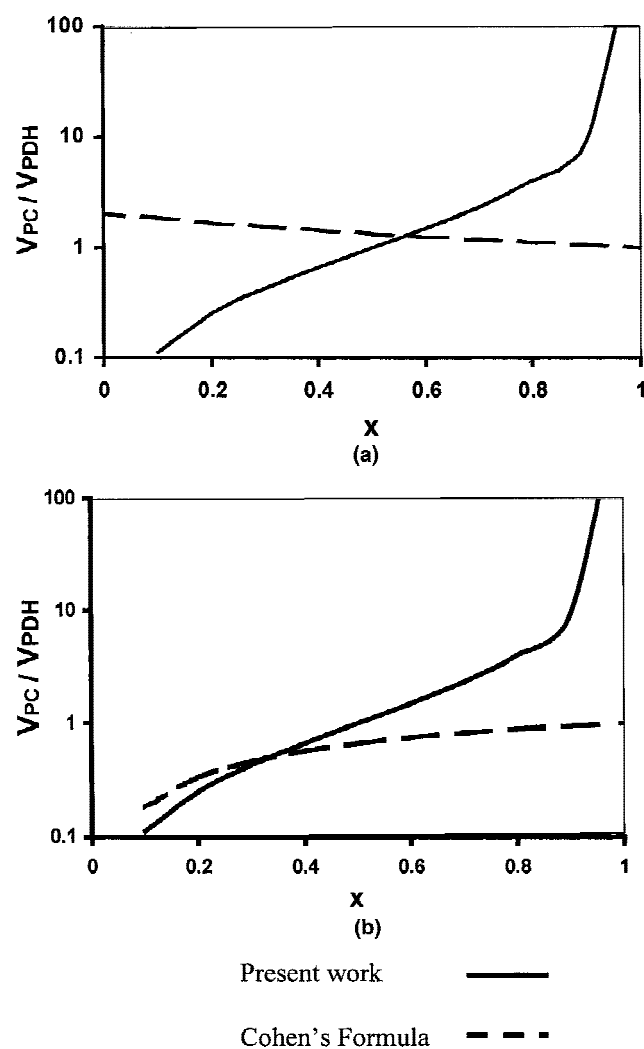 100
10
1
0.1
VPC / VPDH
0 0.2 0.4 0.6 0.8 1
X
(a)
100
10
1
0.1
VPC / VPDH
0 0.2 0.4 0.6 0.8 1
X
(b)
Present work
Cohen's Formula